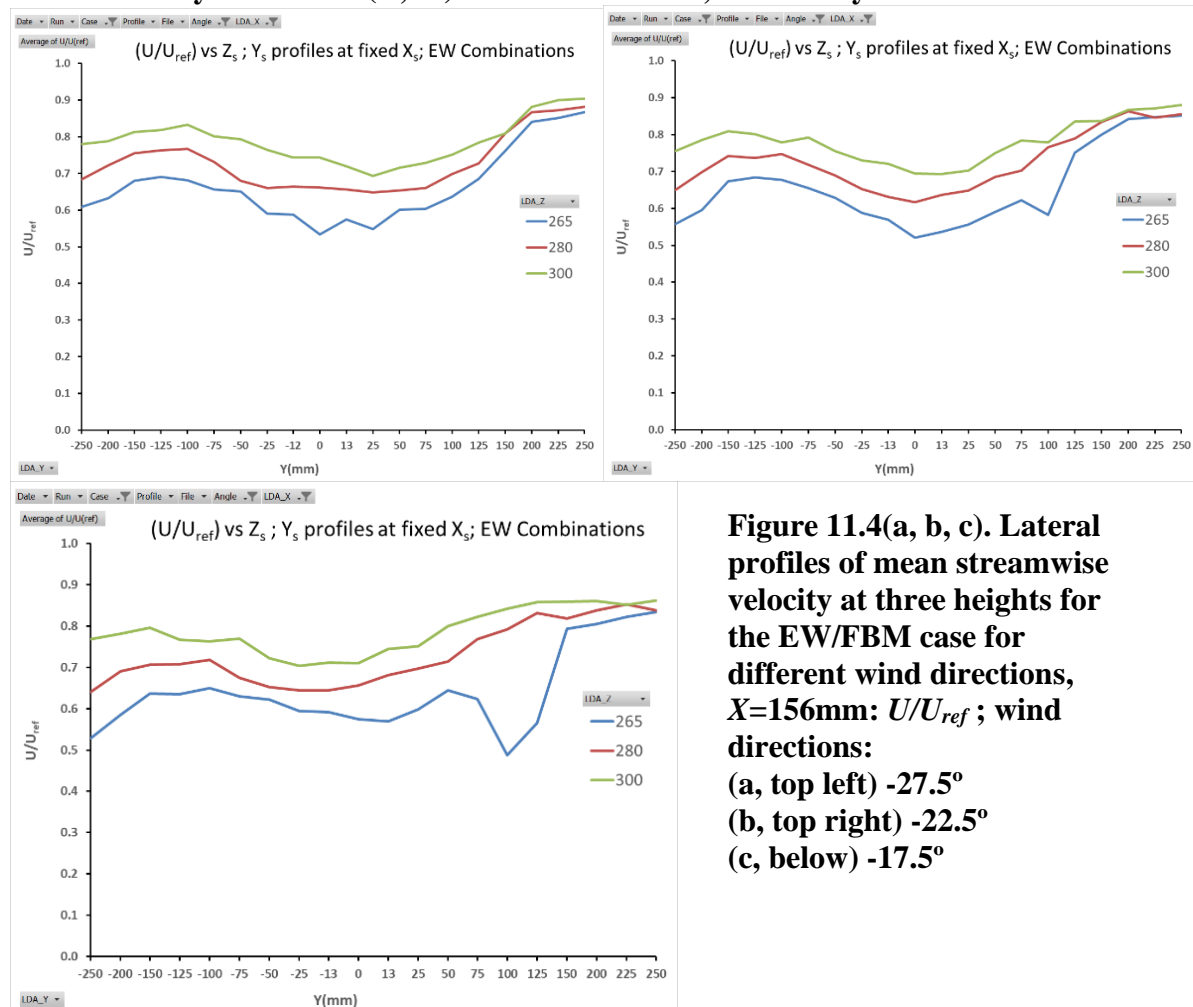 Date Run Case Profile File Angle LDA_X
Average of U/U(ref)
(U/Uref) vs Zs ; Ys profiles at fixed Xs; EW Combinations
1.0
0.9
0.8
0.7
0.6
0.5
0.4
0.3
0.2
0.1
0.0
U/Uref
-250 -200 -150 -125 -100 -75 -50 -25 -12 0 13 25 50 75 100 125 150 200 225 250
Y(mm)
LDA_Z
265
280
300
LDA_Y
Date Run Case Profile File Angle LDA_X
Average of U/U(ref)
(U/Uref) vs Zs ; Ys profiles at fixed Xs; EW Combinations
1.0
0.9
0.8
0.7
0.6
0.5
0.4
0.3
0.2
0.1
0.0
U/Uref
-250 -200 -150 -125 -100 -75 -50 -25 -13 0 13 25 50 75 100 125 150 200 225 250
Y(mm)
LDA_Z
265
280
300
LDA_Y
Date Run Case Profile File Angle LDA_X
Average of U/U(ref)
(U/Uref) vs Zs ; Ys profiles at fixed Xs; EW Combinations
1.0
0.9
0.8
0.7
0.6
0.5
0.4
0.3
0.2
0.1
0.0
U/Uref
-250 -200 -150 -125 -100 -75 -50 -25 -13 0 13 25 50 75 100 125 150 200 225 250
Y(mm)
LDA_Z
265
280
300
LDA_Y
Figure 11.4(a, b, c). Lateral
profiles of mean streamwise
velocity at three heights for
the EW/FBM case for
different wind directions,
X=156mm: U/Uref ; wind
directions:
(a, top left) -27.5º
(b, top right) -22.5º
(c, below) -17.5º